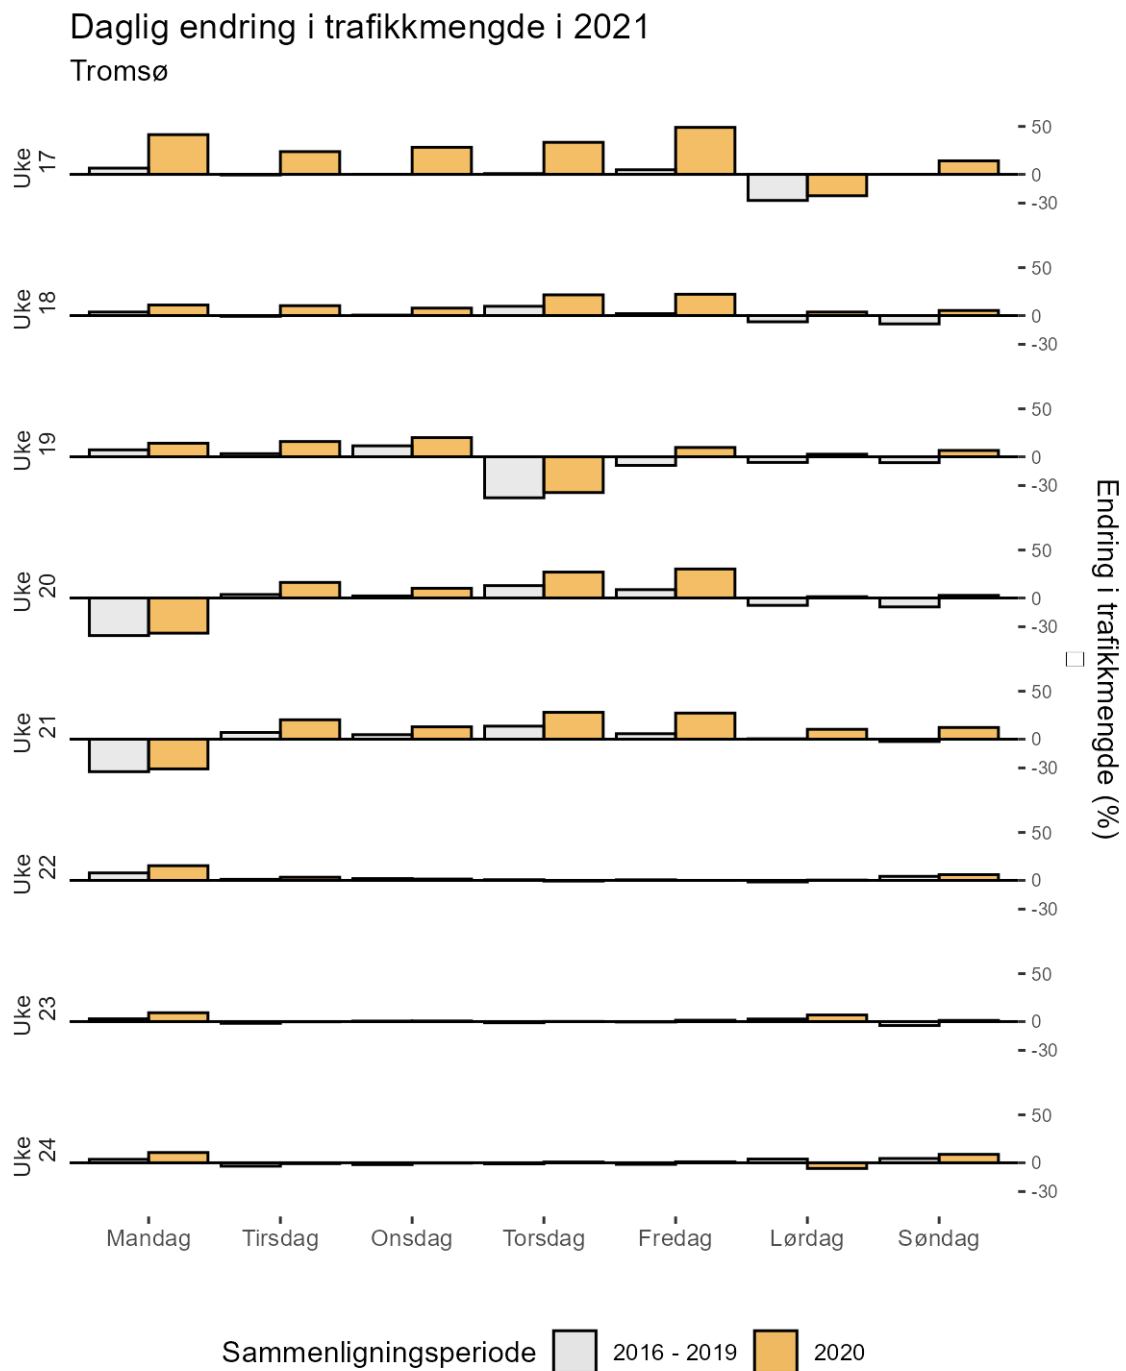 Daglig endring i trafikkmengde i 2021
Tromsø
Uke 17
50
0
-30
Uke 18
50
0
-30
Uke 19
50
0
-30
Uke 20
50
0
-30
Uke 21
50
0
-30
Uke 22
50
0
-30
Uke 23
50
0
-30
Uke 24
50
0
-30
Endring i trafikkmengde (%)
Mandag Tirsdag Onsdag Torsdag Fredag Lørdag Søndag
Sammenligningsperiode 2016 - 2019 2020